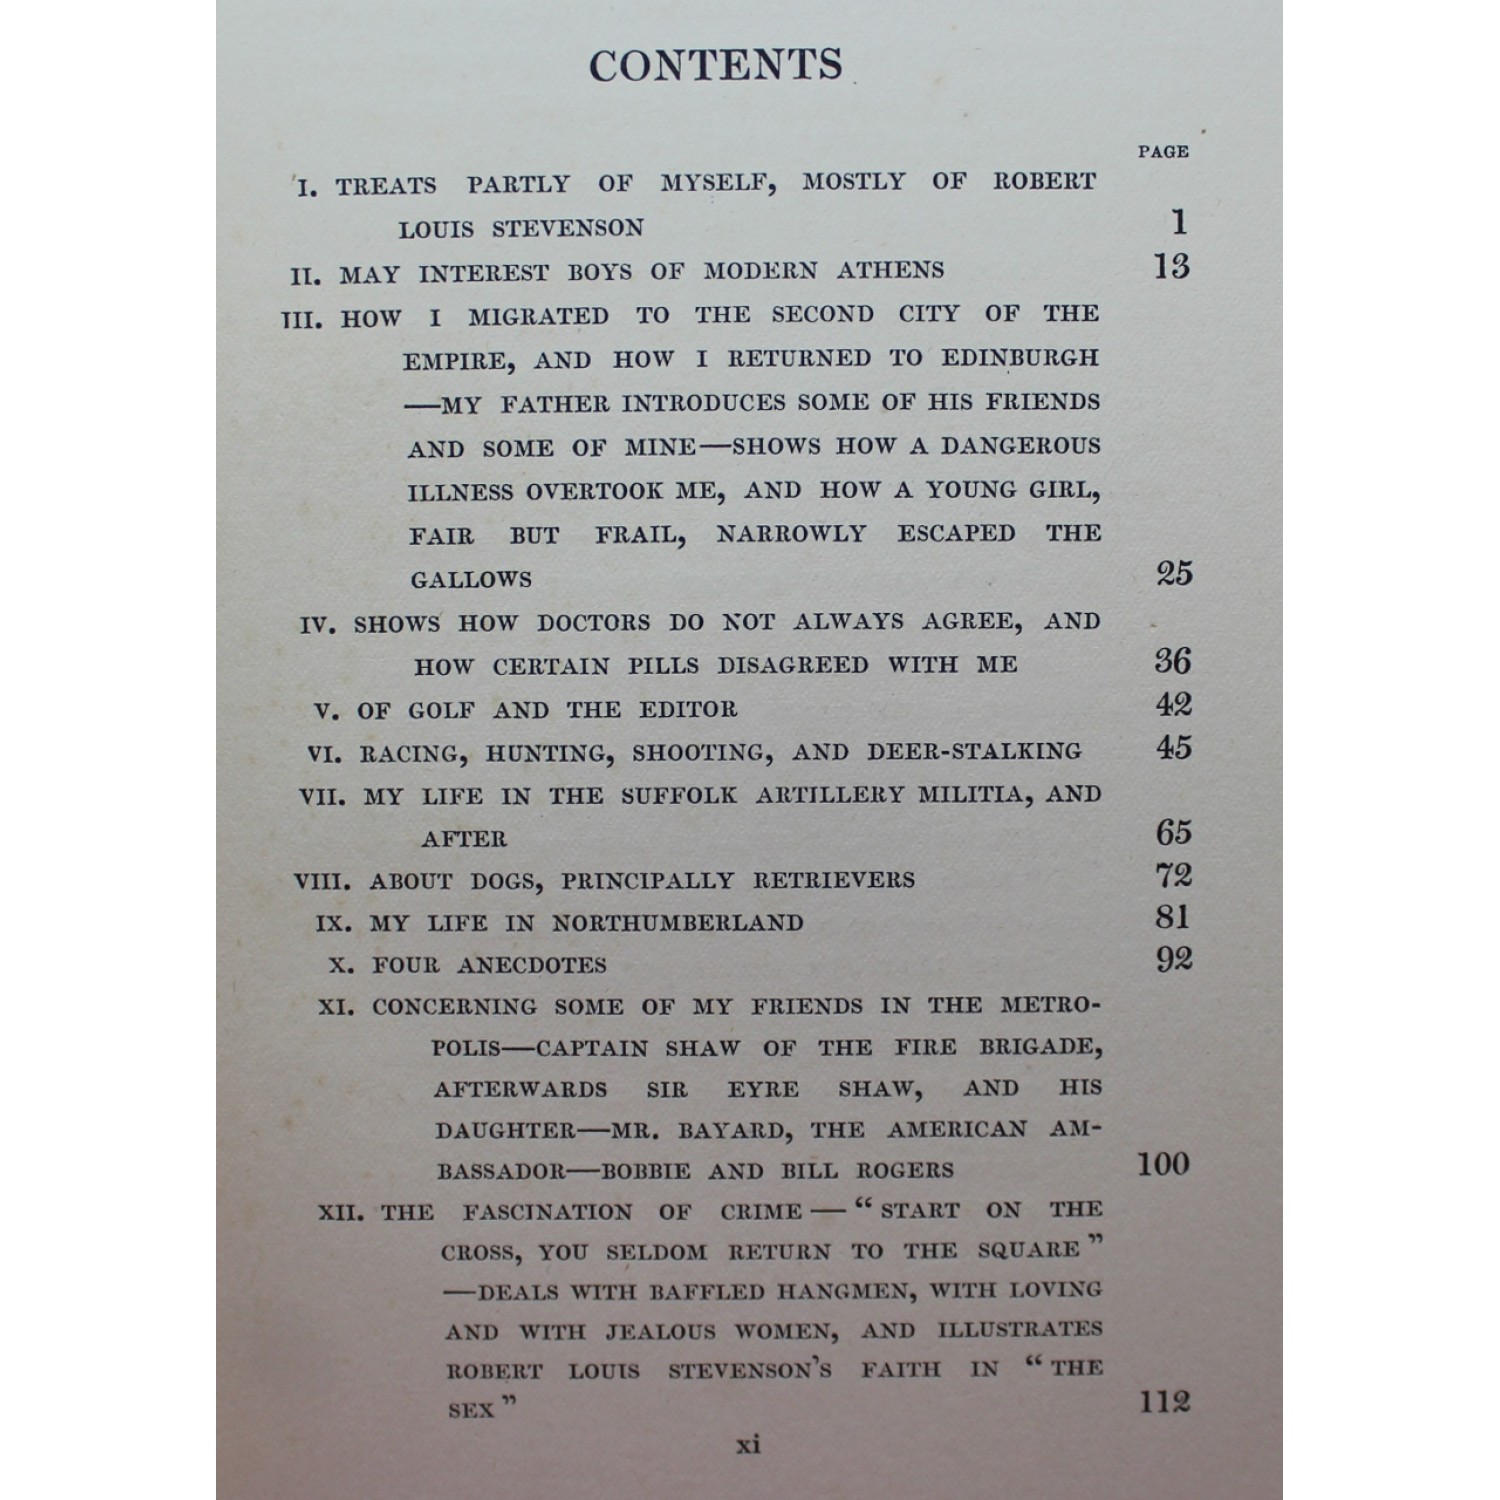 CONTENTS
PAGE
I. TREATS PARTLY OF MYSELF, MOSTLY OF ROBERT
LOUIS STEVENSON 1
II. MAY INTEREST BOYS OF MODERN ATHENS 13
III. HOW I MIGRATED TO THE SECOND CITY OF THE
EMPIRE, AND HOW I RETURNED TO EDINBURGH
—MY FATHER INTRODUCES SOME OF HIS FRIENDS
AND SOME OF MINE—SHOWS HOW A DANGEROUS
ILLNESS OVERTOOK ME, AND HOW A YOUNG GIRL,
FAIR BUT FRAIL, NARROWLY ESCAPED THE
GALLOWS 25
IV. SHOWS HOW DOCTORS DO NOT ALWAYS AGREE, AND
HOW CERTAIN PILLS DISAGREED WITH ME 36
V. OF GOLF AND THE EDITOR 42
VI. RACING, HUNTING, SHOOTING, AND DEER-STALKING 45
VII. MY LIFE IN THE SUFFOLK ARTILLERY MILITIA, AND
AFTER 65
VIII. ABOUT DOGS, PRINCIPALLY RETRIEVERS 72
IX. MY LIFE IN NORTHUMBERLAND 81
X. FOUR ANECDOTES 92
XI. CONCERNING SOME OF MY FRIENDS IN THE METRO-
POLIS—CAPTAIN SHAW OF THE FIRE BRIGADE,
AFTERWARDS SIR EYRE SHAW, AND HIS
DAUGHTER—MR. BAYARD, THE AMERICAN AM-
BASSADOR—BOBBIE AND BILL ROGERS 100
XII. THE FASCINATION OF CRIME — “START ON THE
CROSS, YOU SELDOM RETURN TO THE SQUARE”
—DEALS WITH BAFFLED HANGMEN, WITH LOVING
AND WITH JEALOUS WOMEN, AND ILLUSTRATES
ROBERT LOUIS STEVENSON'S FAITH IN “THE
SEX” 112
xi